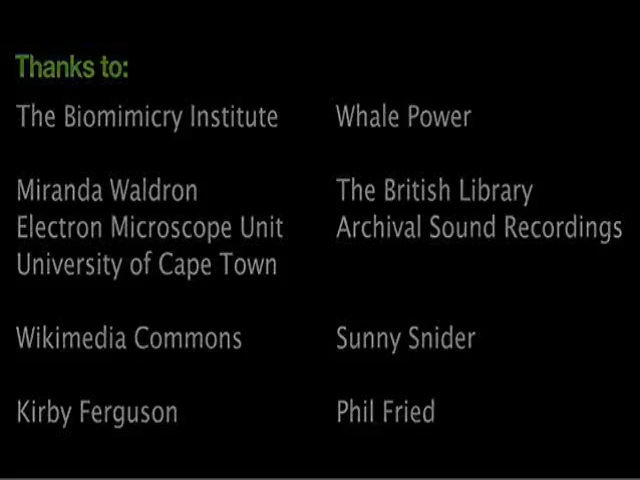 Thanks to:
The Biomimicry Institute
Whale Power
Miranda Waldron
Electron Microscope Unit
University of Cape Town
The British Library
Archival Sound Recordings
Wikimedia Commons
Sunny Snider
Kirby Ferguson
Phil Fried